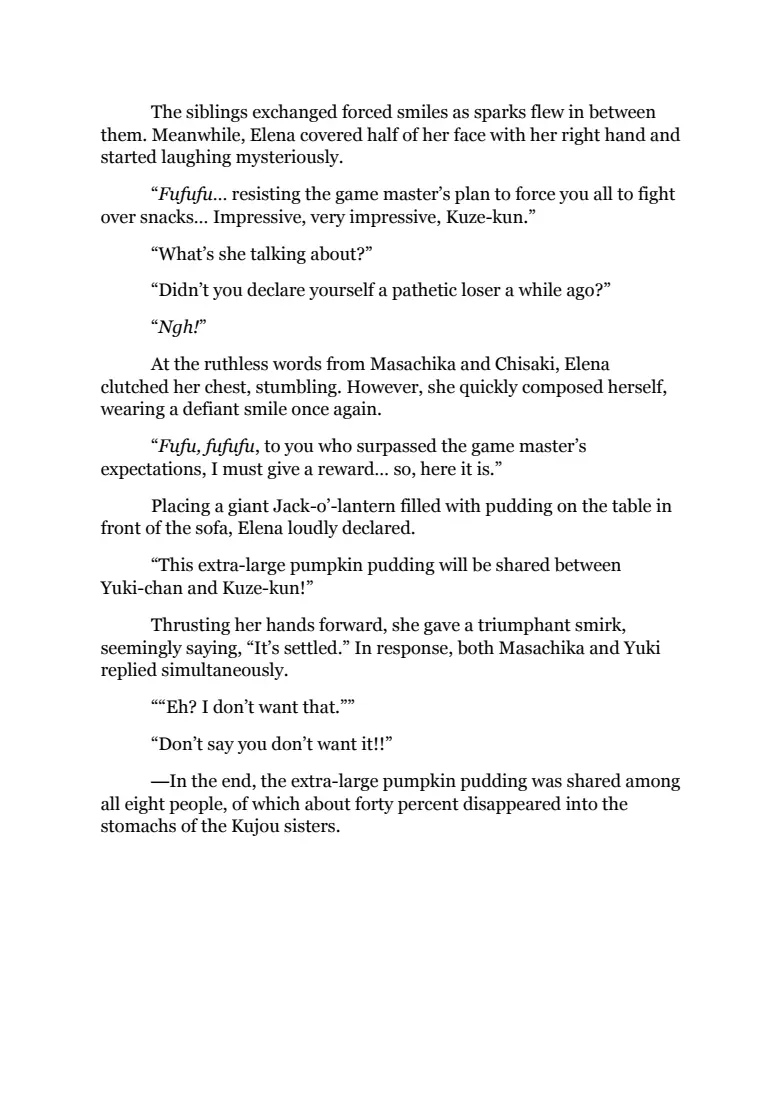 The siblings exchanged forced smiles as sparks flew in between
them. Meanwhile, Elena covered half of her face with her right hand and
started laughing mysteriously.
“Fufufu… resisting the game master’s plan to force you all to fight
over snacks… Impressive, very impressive, Kuze-kun.”
“What’s she talking about?”
“Didn’t you declare yourself a pathetic loser a while ago?”
“Ngh!”
At the ruthless words from Masachika and Chisaki, Elena
clutched her chest, stumbling. However, she quickly composed herself,
wearing a defiant smile once again.
“Fufu, fufufu, to you who surpassed the game master’s
expectations, I must give a reward… so, here it is.”
Placing a giant Jack-o’-lantern filled with pudding on the table in
front of the sofa, Elena loudly declared.
“This extra-large pumpkin pudding will be shared between
Yuki-chan and Kuze-kun!”
Thrusting her hands forward, she gave a triumphant smirk,
seemingly saying, “It’s settled.” In response, both Masachika and Yuki
replied simultaneously.
““Eh? I don’t want that.””
“Don’t say you don’t want it!!”
—In the end, the extra-large pumpkin pudding was shared among
all eight people, of which about forty percent disappeared into the
stomachs of the Kujou sisters.